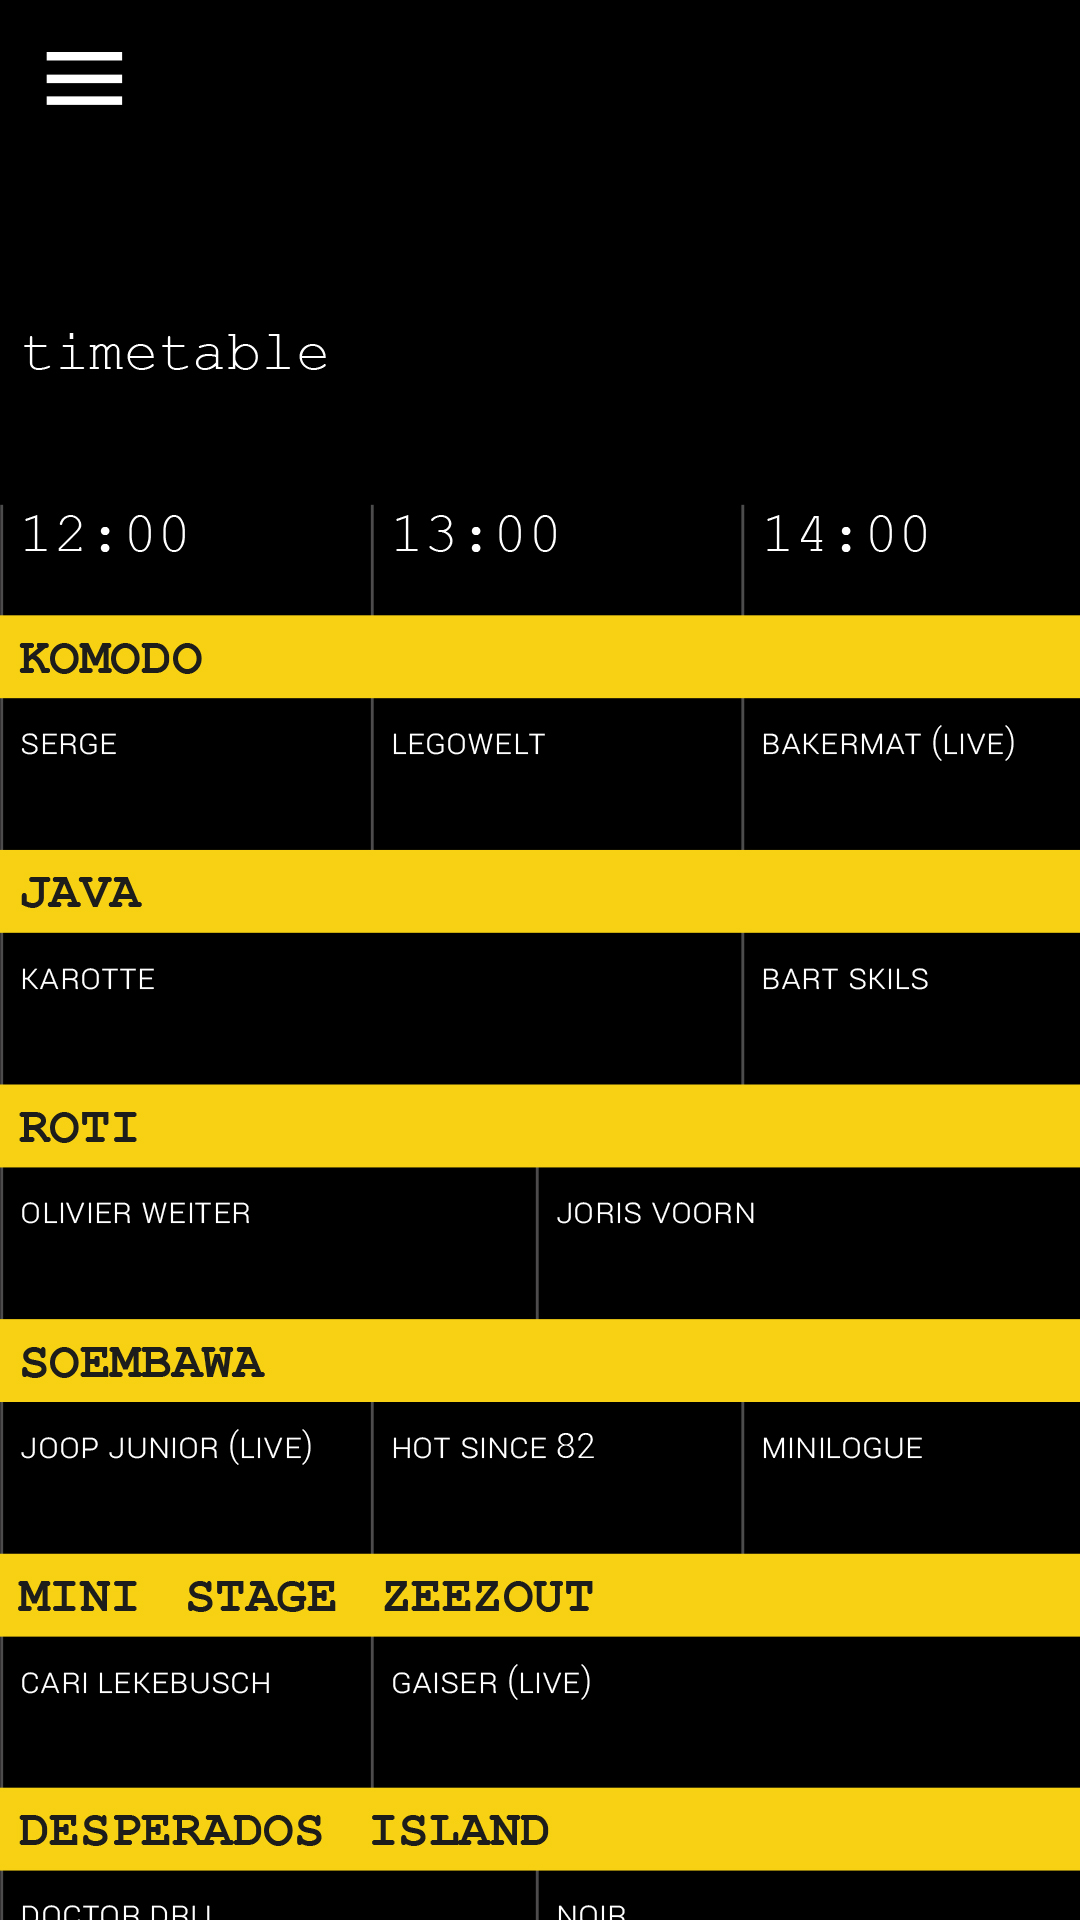 timetable
12:00 13:00 14:00
KOMODO
SERGE LEGOWELT BAKERMAT (LIVE)
JAVA
KAROTTE BART SKILS
ROTI
OLIVIER WEITER JORIS VOORN
SOEMBAWA
JOOP JUNIOR (LIVE) HOT SINCE 82 MINILOGUE
MINI STAGE ZEEZOUT
CARI LEKEBUSCH GAISER (LIVE)
DESPERADOS ISLAND
DOCTOR DRU NOIR